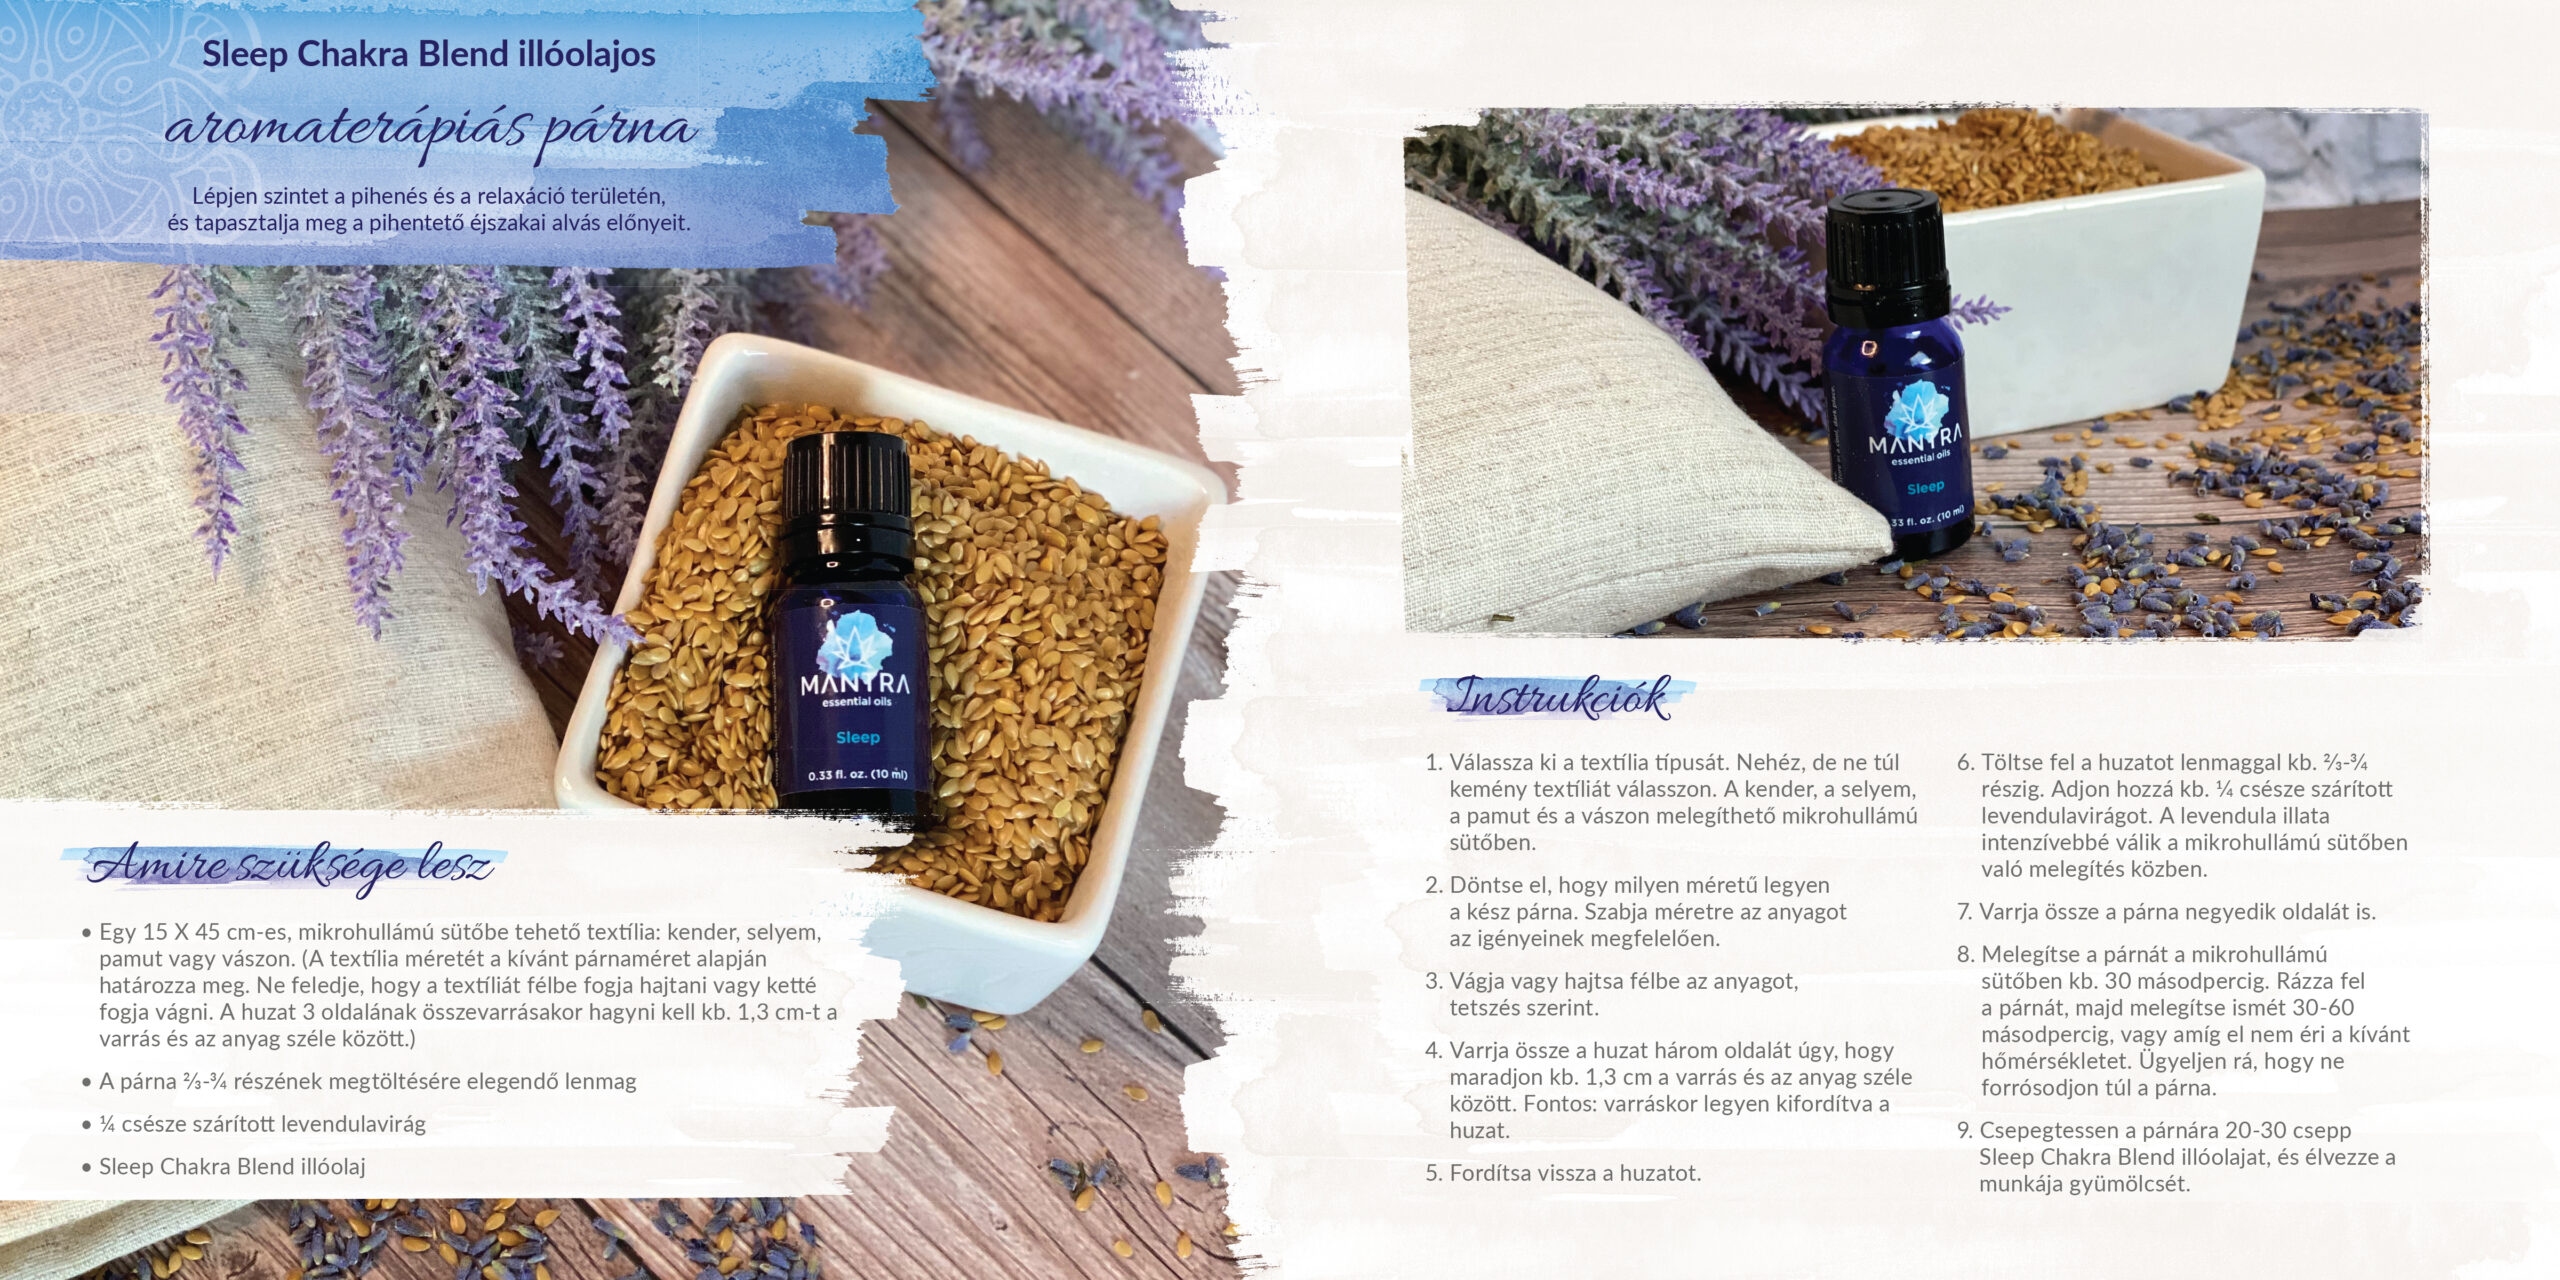 Sleep Chakra Blend illóolajos
aromaterápiás párna
Lépjen szintet a pihenés és a relaxáció területén,
és tapasztalja meg a pihentető éjszakai alvás előnyeit.
MANTRA
essential oils
Sleep
0.33 fl. oz. (10 ml)
Amire szüksége lesz
• Egy 15 X 45 cm-es, mikrohullámú sütőbe tehető textília: kender, selyem,
pamut vagy vászon. (A textília méretét a kívánt párnaméret alapján
határozza meg. Ne feledje, hogy a textíliát félbe fogja hajtani vagy ketté
fogja vágni. A huzat 3 oldalának összevarrásakor hagyni kell kb. 1,3 cm-t a
varrás és az anyag széle között.)
• A párna ⅔-¾ részének megtöltésére elegendő lenmag
• ¼ csésze szárított levendulavirág
• Sleep Chakra Blend illóolaj
MANTRA
essential oils
Sleep
33 fl. oz. (10 ml)
Instrukciók
1. Válassza ki a textília típusát. Nehéz, de ne túl
kemény textíliát válasszon. A kender, a selyem,
a pamut és a vászon melegíthető mikrohullámú
sütőben.
2. Döntse el, hogy milyen méretű legyen
a kész párna. Szabja méretre az anyagot
az igényeinek megfelelően.
3. Vágja vagy hajtsa félbe az anyagot,
tetszés szerint.
4. Varrja össze a huzat három oldalát úgy, hogy
maradjon kb. 1,3 cm a varrás és az anyag széle
között. Fontos: varráskor legyen kifordítva a
huzat.
5. Fordítsa vissza a huzatot.
6. Töltse fel a huzatot lenmaggal kb. ⅔-¾
részig. Adjon hozzá kb. ¼ csésze szárított
levendulavirágot. A levendula illata
intenzívebbé válik a mikrohullámú sütőben
való melegítés közben.
7. Varrja össze a párna negyedik oldalát is.
8. Melegítse a párnát a mikrohullámú
sütőben kb. 30 másodpercig. Rázza fel
a párnát, majd melegítse ismét 30-60
másodpercig, vagy amíg el nem éri a kívánt
hőmérsékletet. Ügyeljen rá, hogy ne
forrósodjon túl a párna.
9. Csepegtessen a párnára 20-30 csepp
Sleep Chakra Blend illóolajat, és élvezze a
munkája gyümölcsét.